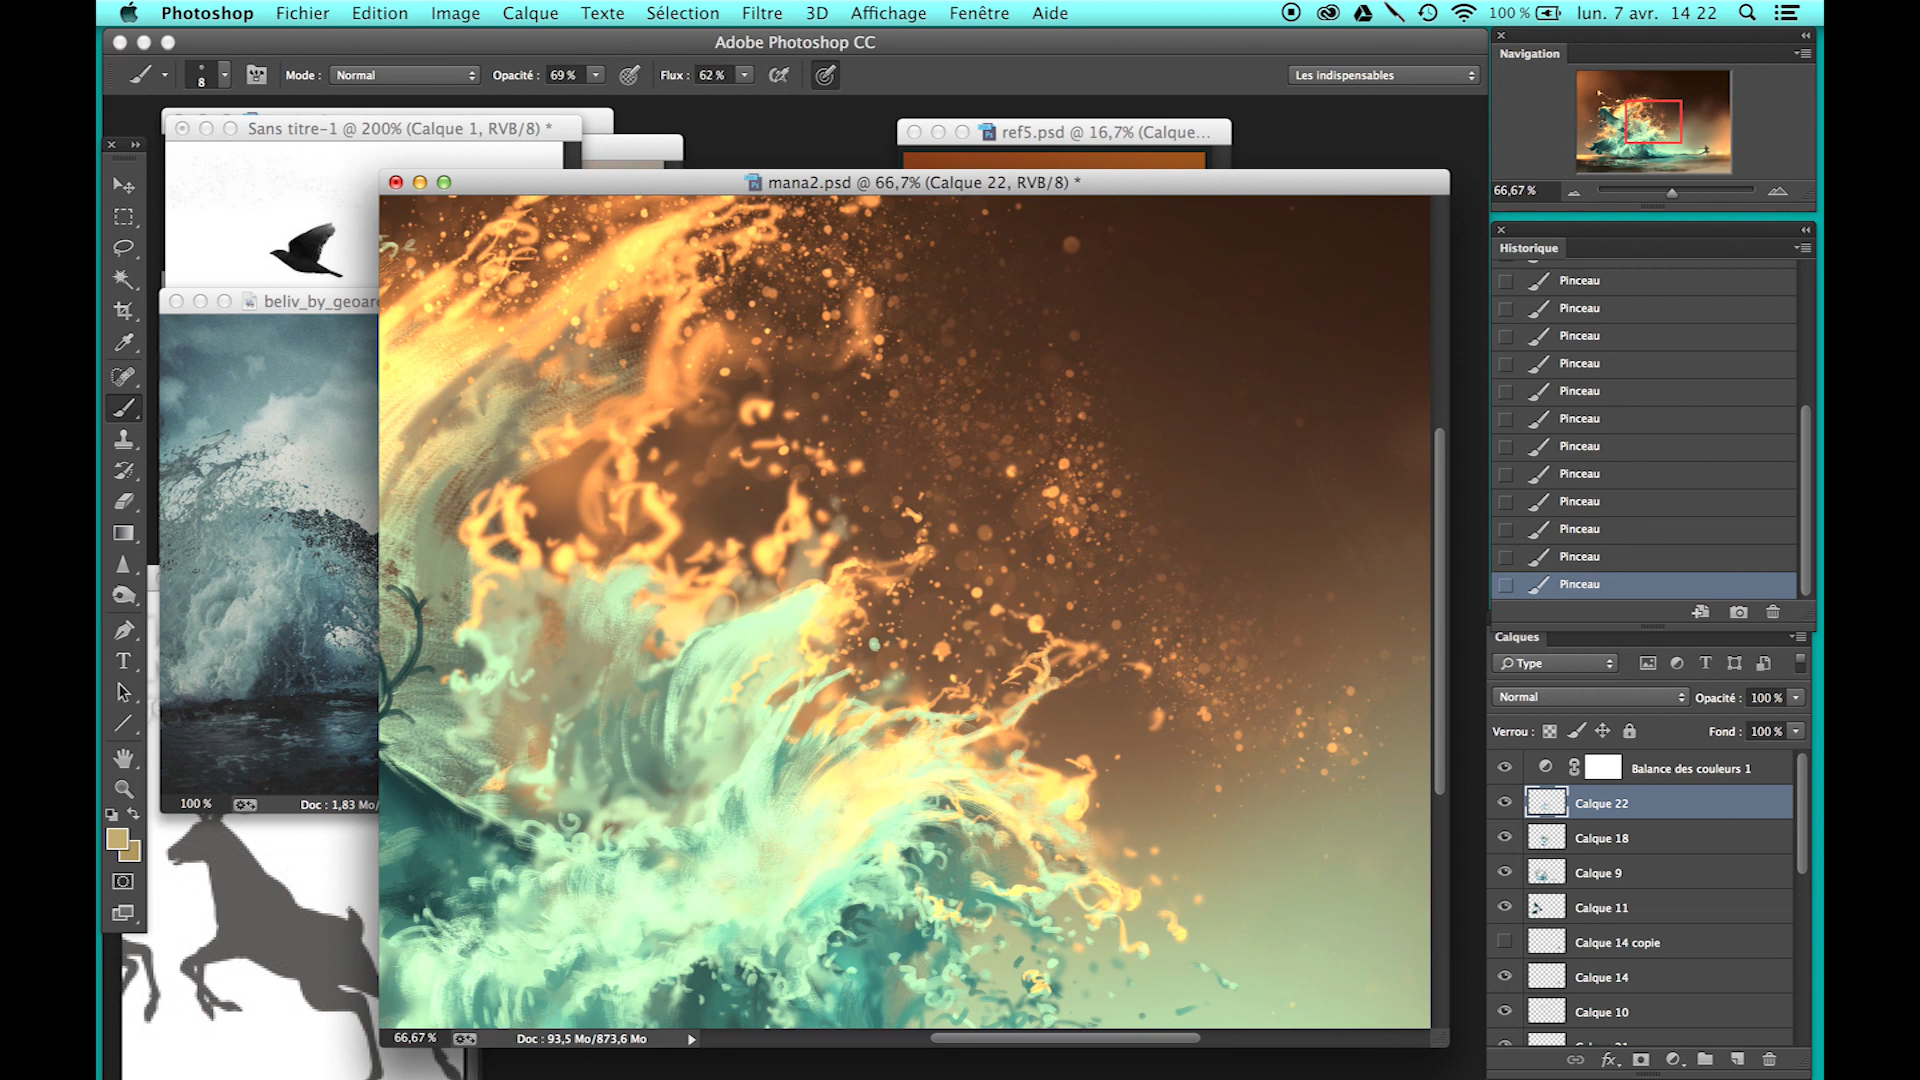 Photoshop Fichier Edition Image Calque Texte Sélection Filtre 3D Affichage Fenêtre Aide 100 % lun. 7 avr. 14 22
Adobe Photoshop CC
8 Mode : Normal Opacité : 69 % Flux : 62 % Les indispensables
Navigation
66,67 %
Sans titre-1 @ 200% (Calque 1, RVB/8) *
ref5.psd @ 16,7% (Calque...
mana2.psd @ 66,7% (Calque 22, RVB/8) *
beliv_by_geoar
100 % Doc : 1,83 Mo/
66,67 % Doc : 93,5 Mo/873,6 Mo
Historique
Pinceau
Pinceau
Pinceau
Pinceau
Pinceau
Pinceau
Pinceau
Pinceau
Pinceau
Pinceau
Pinceau
Pinceau
Calques
Type
Normal Opacité : 100 %
Verrou : Fond : 100 %
Balance des couleurs 1
Calque 22
Calque 18
Calque 9
Calque 11
Calque 14 copie
Calque 14
Calque 10